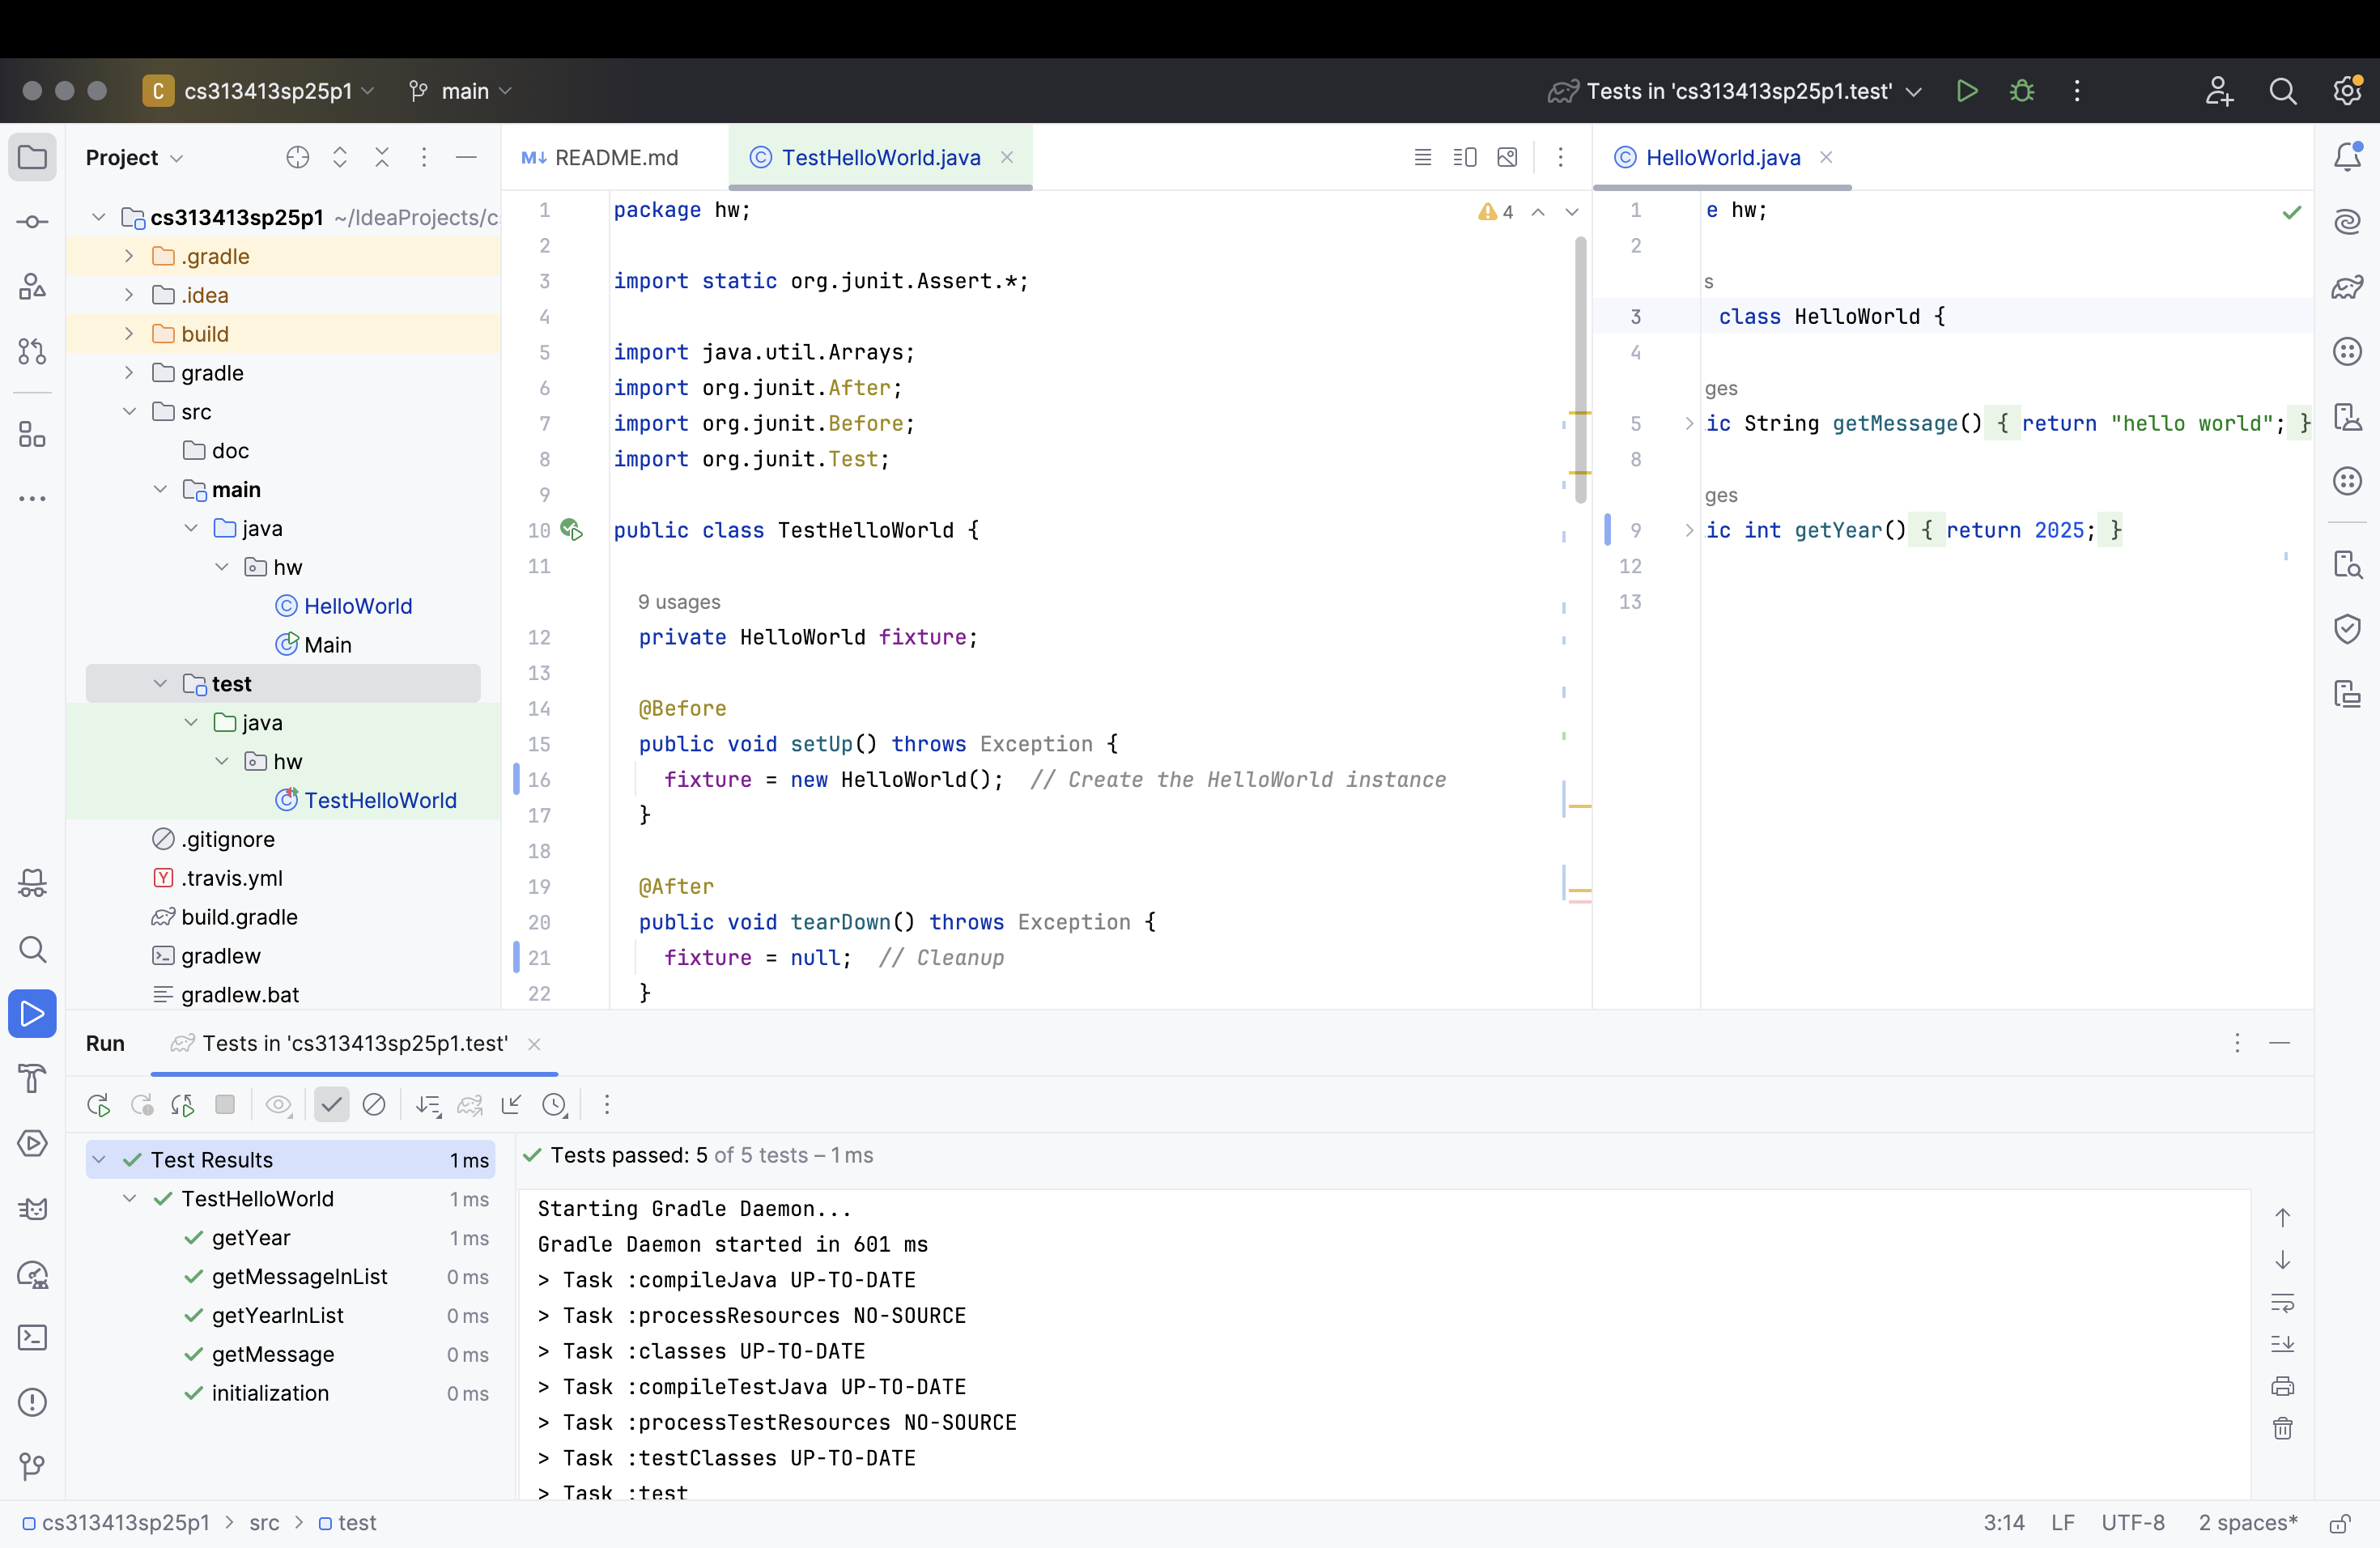 C cs313413sp25p1 main Tests in 'cs313413sp25p1.test'
Project
cs313413sp25p1 ~/IdeaProjects/c
.gradle
.idea
build
gradle
src
doc
main
java
hw
HelloWorld
Main
test
java
hw
TestHelloWorld
.gitignore
.travis.yml
build.gradle
gradlew
gradlew.bat
README.md TestHelloWorld.java
4
1 package hw;
2
3 import static org.junit.Assert.*;
4
5 import java.util.Arrays;
6 import org.junit.After;
7 import org.junit.Before;
8 import org.junit.Test;
9
10 public class TestHelloWorld {
11
9 usages
12 private HelloWorld fixture;
13
14 @Before
15 public void setUp() throws Exception {
16 fixture = new HelloWorld(); // Create the HelloWorld instance
17 }
18
19 @After
20 public void tearDown() throws Exception {
21 fixture = null; // Cleanup
22 }
HelloWorld.java
1 e hw;
2
s
3 class HelloWorld {
4
ges
5 ic String getMessage() { return "hello world"; }
8
ges
9 ic int getYear() { return 2025; }
12
13
Run Tests in 'cs313413sp25p1.test'
Test Results 1 ms
TestHelloWorld 1 ms
getYear 1 ms
getMessageInList 0 ms
getYearInList 0 ms
getMessage 0 ms
initialization 0 ms
Tests passed: 5 of 5 tests – 1 ms
Starting Gradle Daemon...
Gradle Daemon started in 601 ms
> Task :compileJava UP-TO-DATE
> Task :processResources NO-SOURCE
> Task :classes UP-TO-DATE
> Task :compileTestJava UP-TO-DATE
> Task :processTestResources NO-SOURCE
> Task :testClasses UP-TO-DATE
> Task :test
cs313413sp25p1 > src > test 3:14 LF UTF-8 2 spaces*